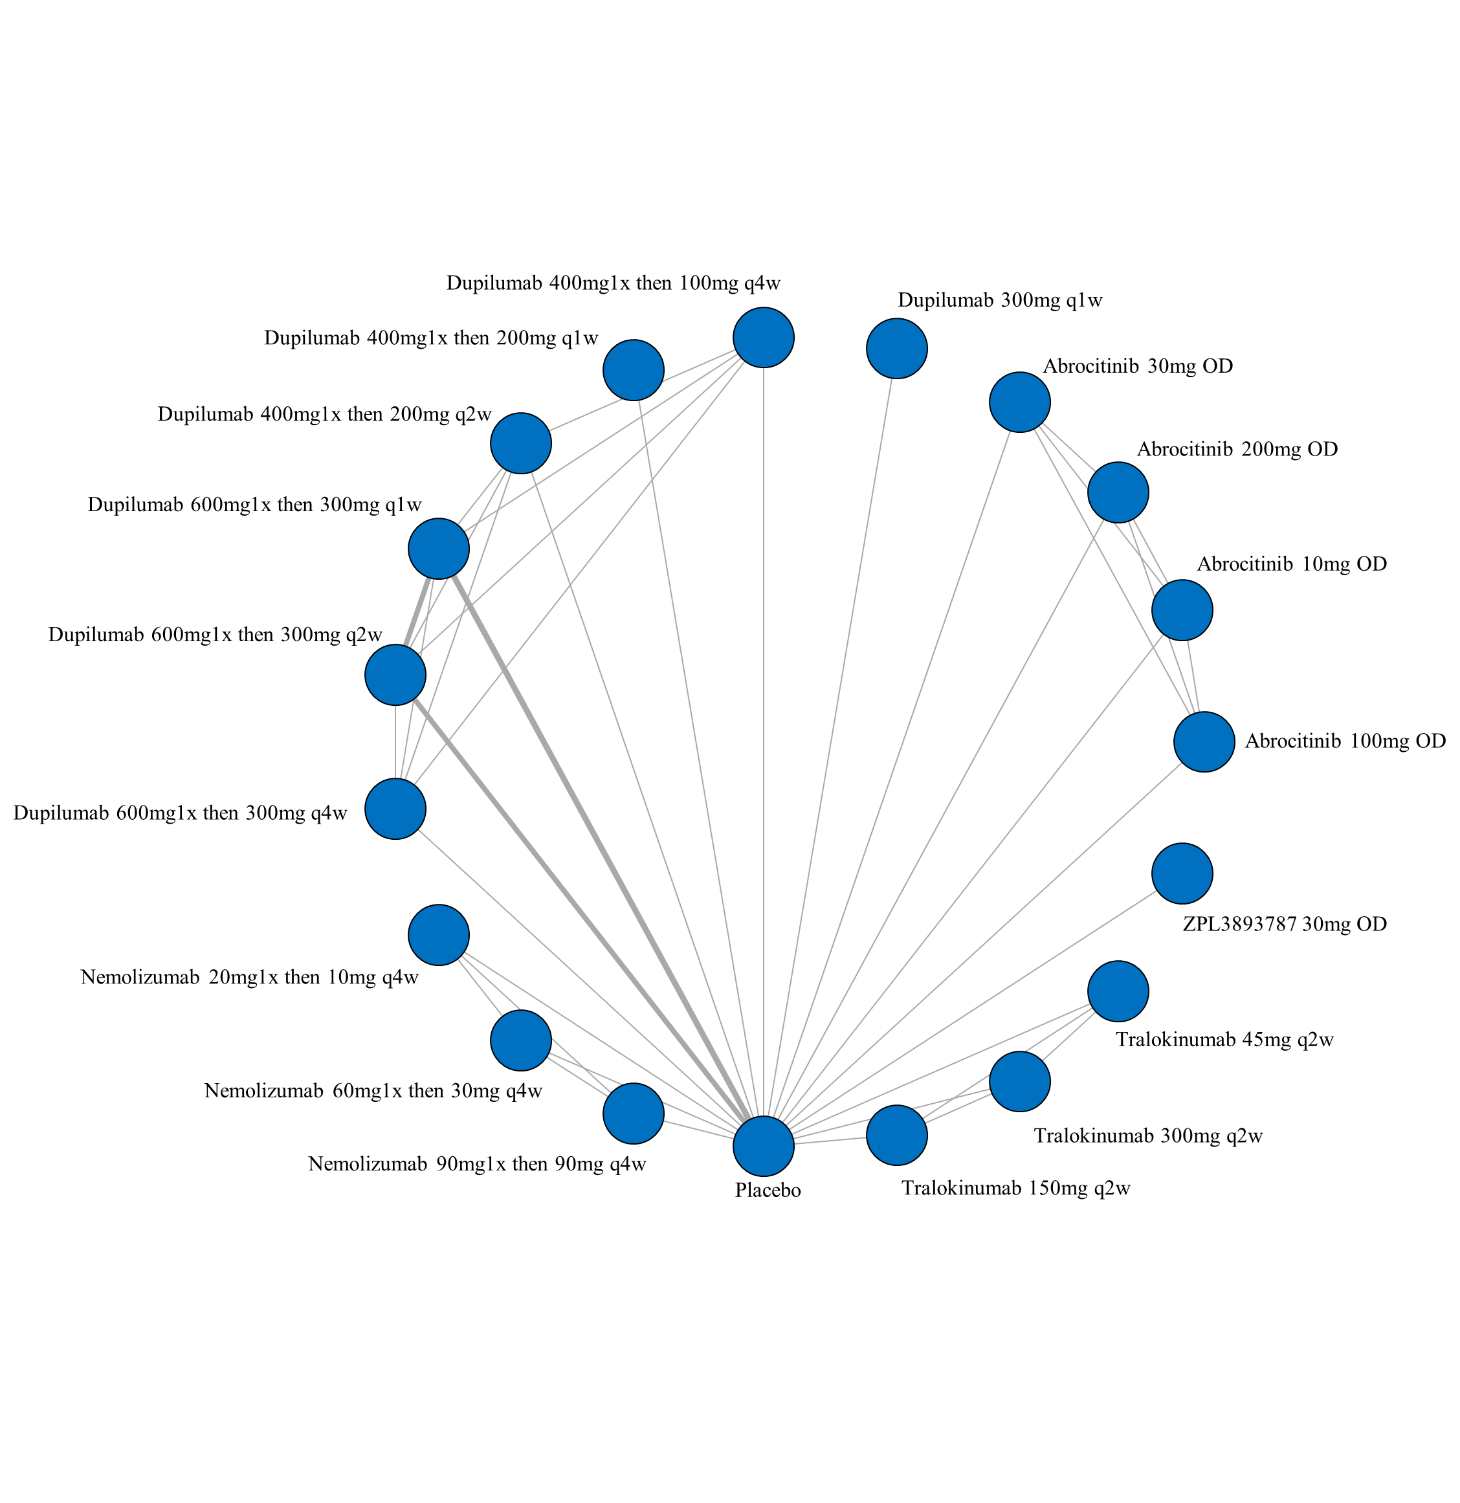 Dupilumab 400mg1x then 100mg q4w
Dupilumab 300mg q1w
Dupilumab 400mg1x then 200mg q1w
Abrocitinib 30mg OD
Dupilumab 400mg1x then 200mg q2w
Abrocitinib 200mg OD
Dupilumab 600mg1x then 300mg q1w
Abrocitinib 10mg OD
Dupilumab 600mg1x then 300mg q2w
Abrocitinib 100mg OD
Dupilumab 600mg1x then 300mg q4w
ZPL3893787 30mg OD
Nemolizumab 20mg1x then 10mg q4w
Tralokinumab 45mg q2w
Nemolizumab 60mg1x then 30mg q4w
Tralokinumab 300mg q2w
Nemolizumab 90mg1x then 90mg q4w
Placebo
Tralokinumab 150mg q2w